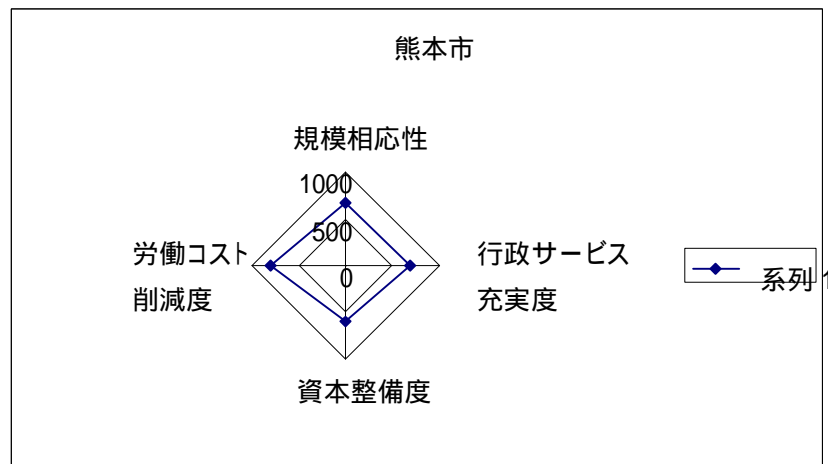 熊本市
規模相応性
1000
500
0
労働コスト
削減度
行政サービス
充実度
資本整備度
系列1